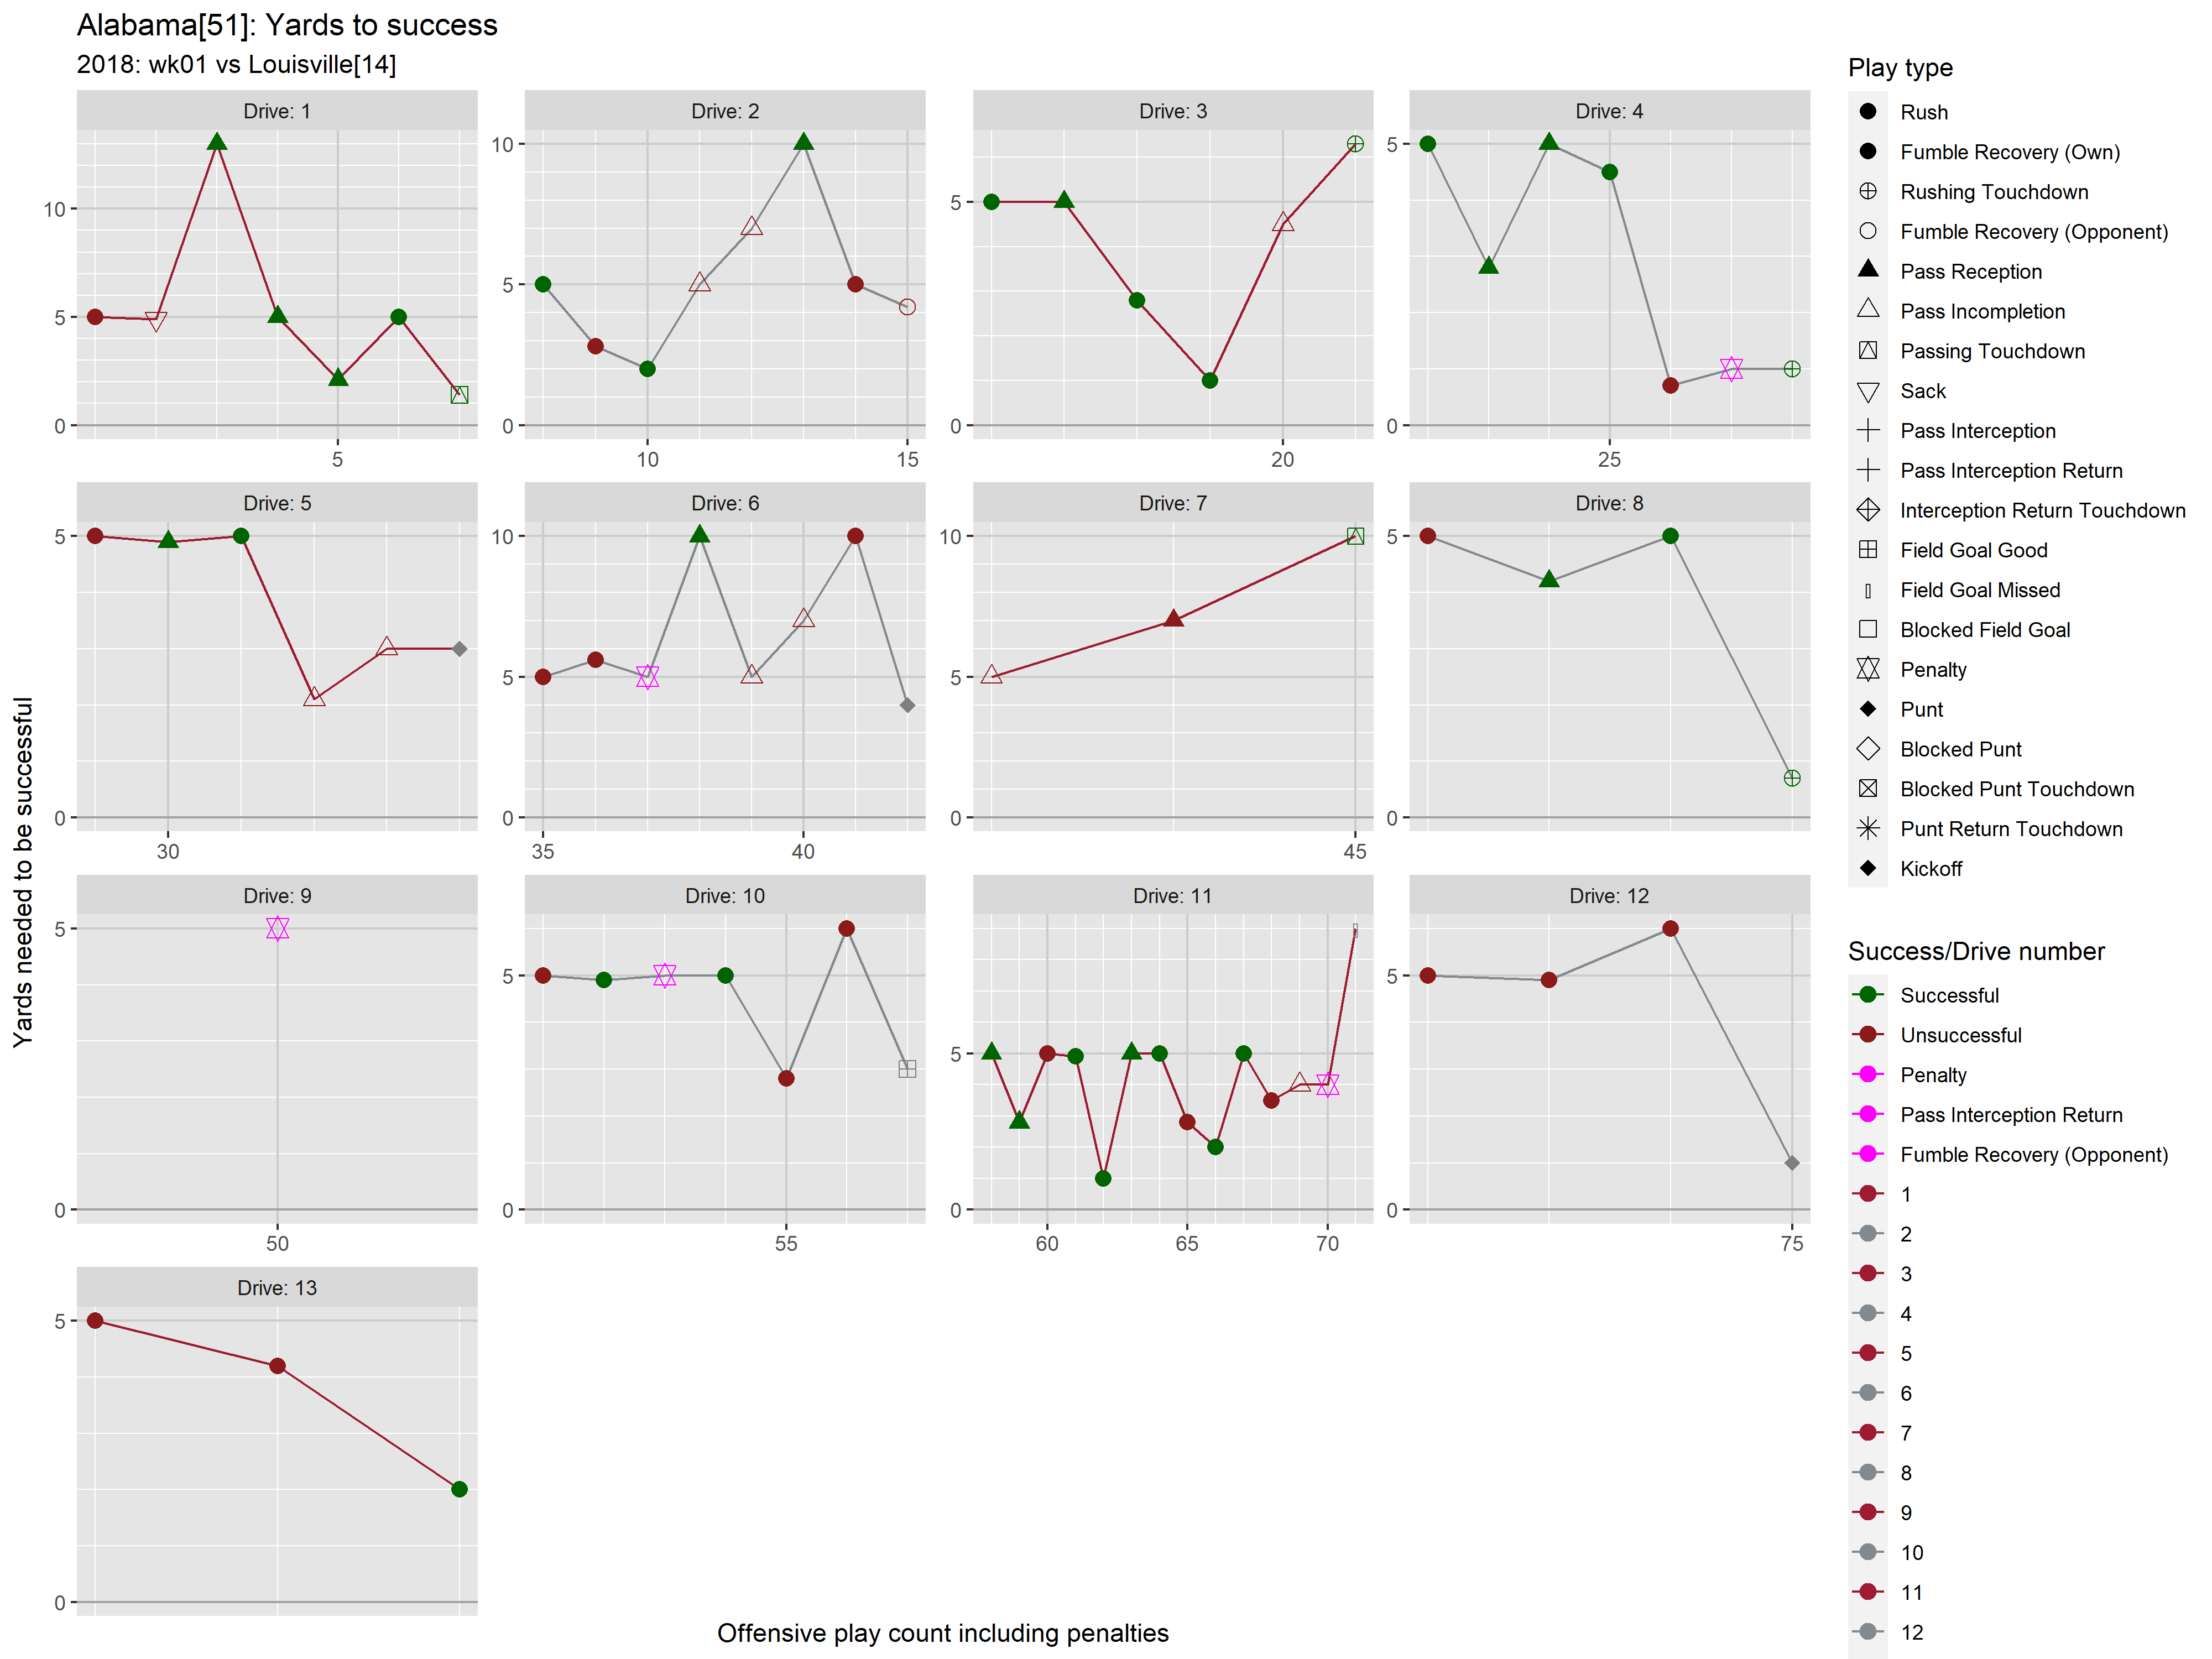 Alabama[51]: Yards to success
2018: wk01 vs Louisville[14]
Drive: 1
Drive: 2
Drive: 3
Drive: 4
10
5
0
5
10
5
0
10
15
5
0
20
5
0
25
Drive: 5
Drive: 6
Drive: 7
Drive: 8
5
0
30
10
5
0
35
40
10
5
0
45
5
0
Drive: 9
Drive: 10
Drive: 11
Drive: 12
5
0
50
5
0
55
5
0
60
65
70
5
0
75
Drive: 13
5
0
Yards needed to be successful
Offensive play count including penalties
Play type
Rush
Fumble Recovery (Own)
Rushing Touchdown
Fumble Recovery (Opponent)
Pass Reception
Pass Incompletion
Passing Touchdown
Sack
Pass Interception
Pass Interception Return
Interception Return Touchdown
Field Goal Good
Field Goal Missed
Blocked Field Goal
Penalty
Punt
Blocked Punt
Blocked Punt Touchdown
Punt Return Touchdown
Kickoff
Success/Drive number
Successful
Unsuccessful
Penalty
Pass Interception Return
Fumble Recovery (Opponent)
1
2
3
4
5
6
7
8
9
10
11
12